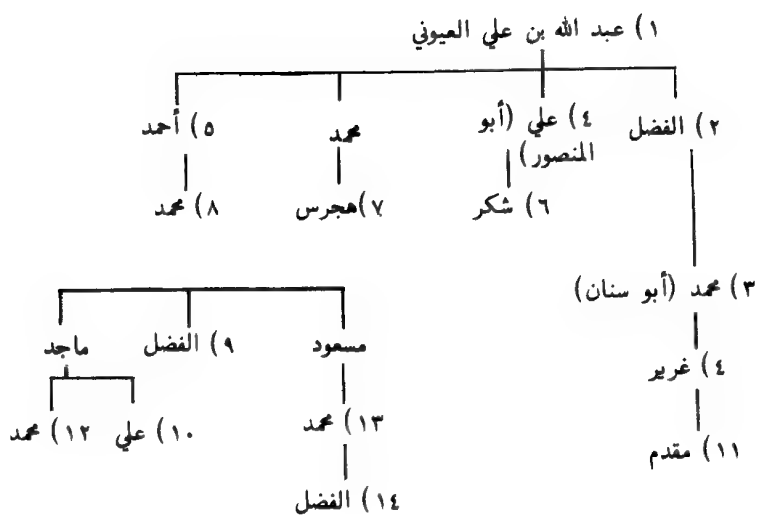 ١) عبد الله بن علي العيوني
٢) الفضل
٤) علي (أبو
المنصور)
محمد
٥) أحمد
٦) شكر
٧) هجرس
٨) محمد
٣) محمد (أبو سنان)
مسعود
٩) الفضل
ماجد
٤) غرير
١٣) محمد
١٠) علي
١٢) محمد
١١) مقدم
١٤) الفضل